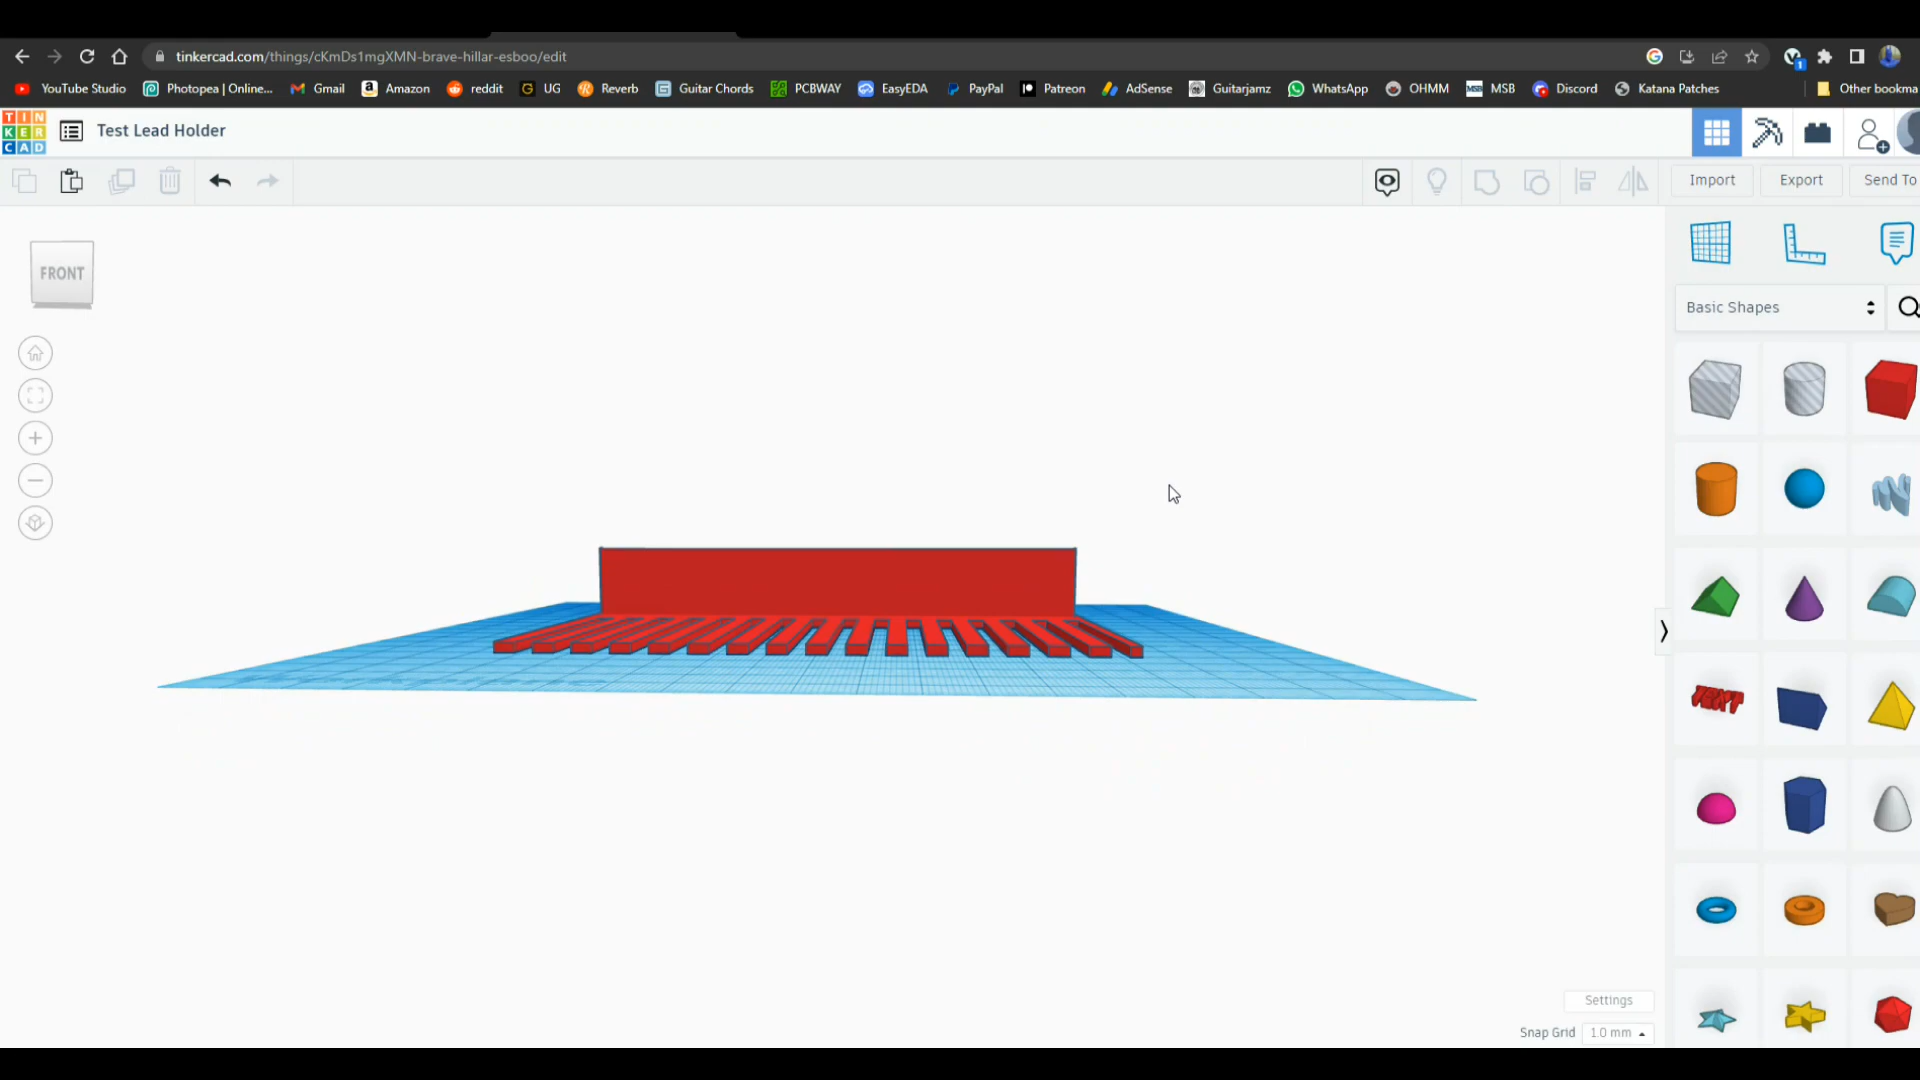 tinkercad.com/things/cKmDs1mgXMN-brave-hillar-esboo/edit
YouTube Studio Photopea | Online... Gmail Amazon reddit UG Reverb Guitar Chords PCBWAY EasyEDA PayPal Patreon AdSense Guitarjamz WhatsApp OHMM MSB Discord Katana Patches Other bookma
TIN
KER
CAD
Test Lead Holder
Import Export Send To
FRONT
Basic Shapes
TEXT
Settings
Snap Grid 1.0 mm